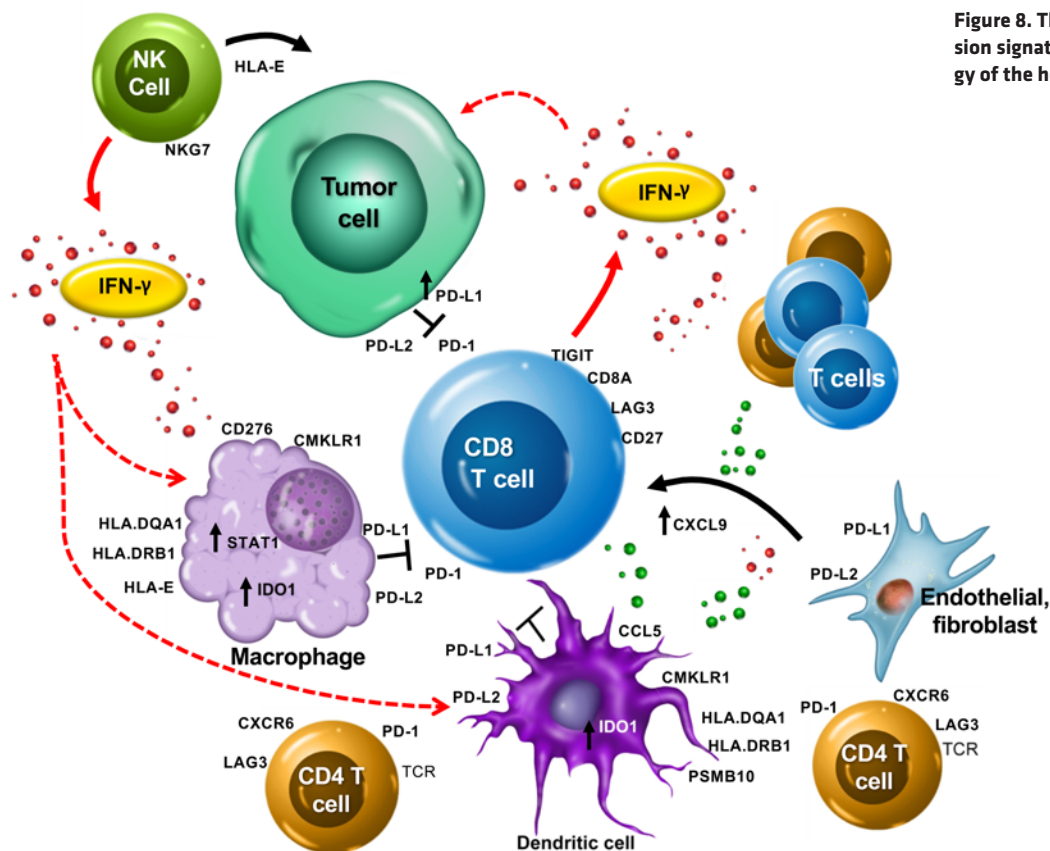 Figure 8. Th
sion signat
gy of the h
NK
Cell
HLA-E
NKG7
IFN-γ
Tumor
cell
PD-L1
PD-L2
PD-1
IFN-γ
T cells
TIGIT
CD8A
LAG3
CD27
CD8
T cell
CXCL9
CD276
CMKLR1
HLA.DQA1
HLA.DRB1
HLA-E
STAT1
IDO1
PD-L1
PD-1
PD-L2
Macrophage
PD-L1
PD-L2
Endothelial,
fibroblast
PD-L1
PD-L2
CCL5
CMKLR1
IDO1
HLA.DQA1
HLA.DRB1
PSMB10
Dendritic cell
CXCR6
PD-1
LAG3
TCR
CD4 T
cell
PD-1
CXCR6
LAG3
TCR
CD4 T
cell